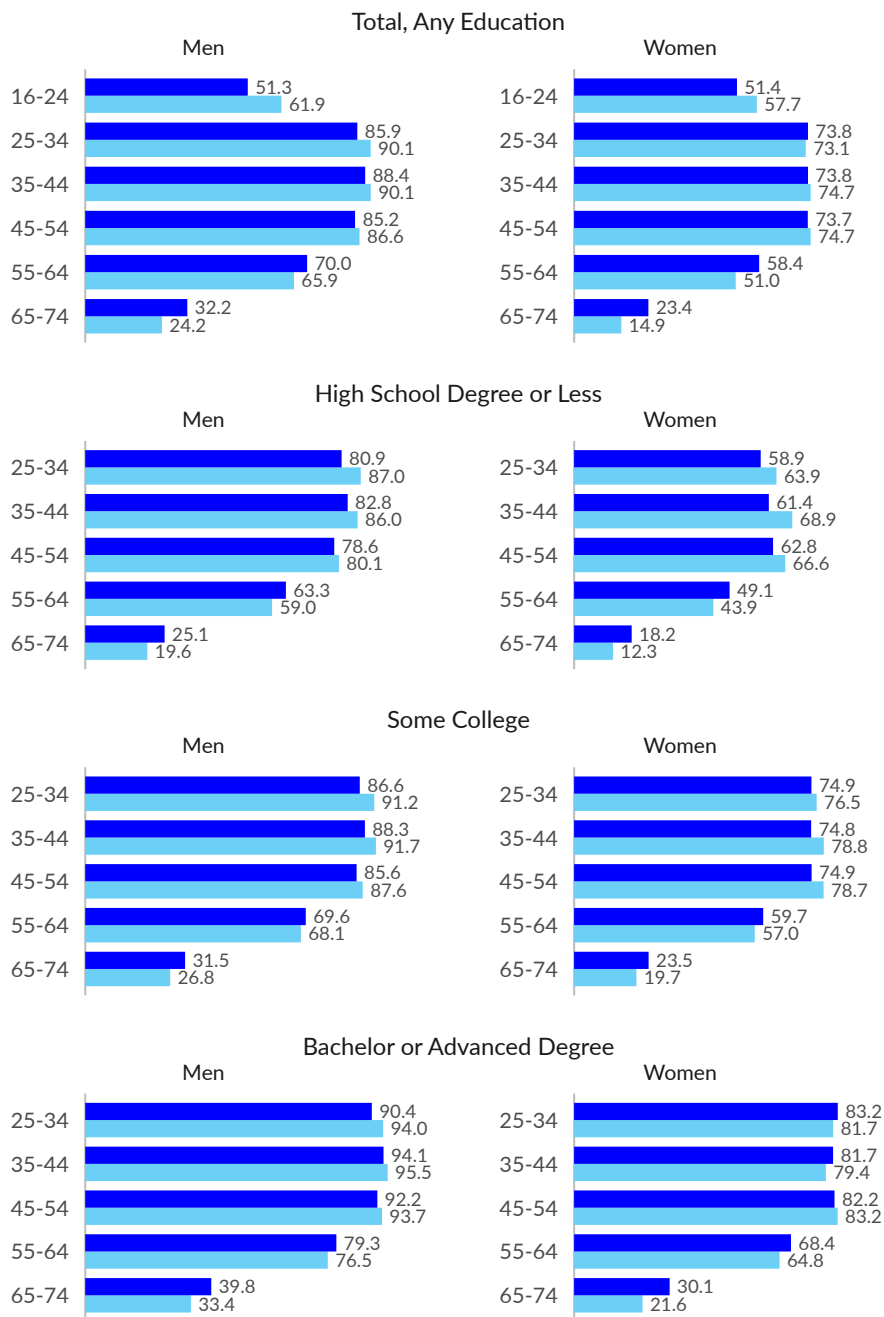 Total, Any Education
Men Women
16-24 51.3 61.9 16-24 51.4 57.7
25-34 85.9 90.1 25-34 73.8 73.1
35-44 88.4 90.1 35-44 73.8 74.7
45-54 85.2 86.6 45-54 73.7 74.7
55-64 70.0 65.9 55-64 58.4 51.0
65-74 32.2 24.2 65-74 23.4 14.9
High School Degree or Less
Men Women
25-34 80.9 87.0 25-34 58.9 63.9
35-44 82.8 86.0 35-44 61.4 68.9
45-54 78.6 80.1 45-54 62.8 66.6
55-64 63.3 59.0 55-64 49.1 43.9
65-74 25.1 19.6 65-74 18.2 12.3
Some College
Men Women
25-34 86.6 91.2 25-34 74.9 76.5
35-44 88.3 91.7 35-44 74.8 78.8
45-54 85.6 87.6 45-54 74.9 78.7
55-64 69.6 68.1 55-64 59.7 57.0
65-74 31.5 26.8 65-74 23.5 19.7
Bachelor or Advanced Degree
Men Women
25-34 90.4 94.0 25-34 83.2 81.7
35-44 94.1 95.5 35-44 81.7 79.4
45-54 92.2 93.7 45-54 82.2 83.2
55-64 79.3 76.5 55-64 68.4 64.8
65-74 39.8 33.4 65-74 30.1 21.6